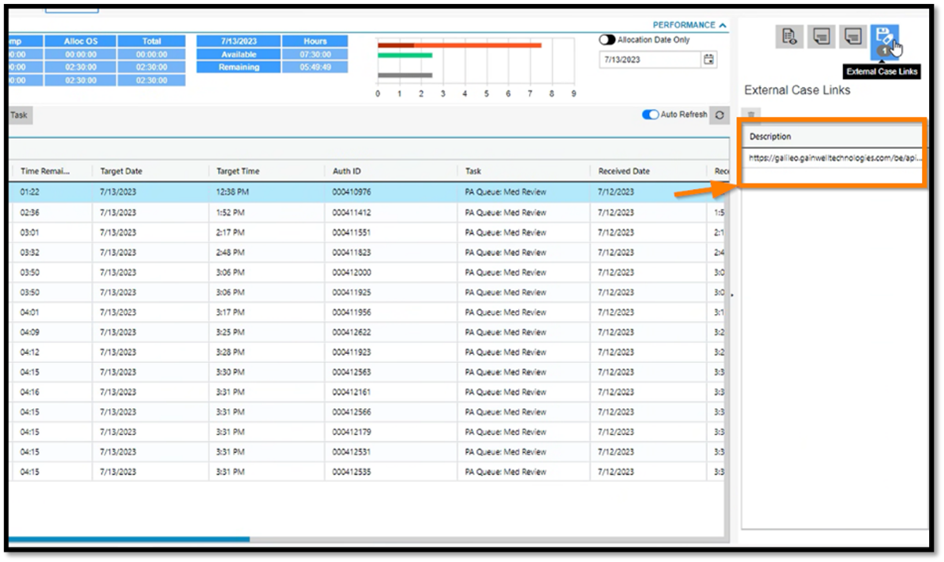 PERFORMANCE
mp Alloc OS Total
00:00 00:00:00 00:00:00
00:00 02:30:00 02:30:00
00:00 02:30:00 02:30:00
7/13/2023 Hours
Available 07:30:00
Remaining 05:49:49
0 1 2 3 4 5 6 7 8 9
Allocation Date Only
7/13/2023
1
External Case Links
External Case Links
Task
Auto Refresh
Description
https://galileo.gainwelltechnologies.com/be/api...
Time Remai... Target Date Target Time Auth ID Task Received Date Rec
01:22 7/13/2023 12:38 PM 000410976 PA Queue: Med Review 7/12/2023
02:36 7/13/2023 1:52 PM 000411412 PA Queue: Med Review 7/12/2023 1:5
03:01 7/13/2023 2:17 PM 000411551 PA Queue: Med Review 7/12/2023 2:1
03:32 7/13/2023 2:48 PM 000411823 PA Queue: Med Review 7/12/2023 2:4
03:50 7/13/2023 3:06 PM 000412000 PA Queue: Med Review 7/12/2023 3:0
03:50 7/13/2023 3:06 PM 000411925 PA Queue: Med Review 7/12/2023 3:0
04:01 7/13/2023 3:17 PM 000411956 PA Queue: Med Review 7/12/2023 3:1
04:09 7/13/2023 3:25 PM 000412622 PA Queue: Med Review 7/12/2023 3:2
04:12 7/13/2023 3:28 PM 000411923 PA Queue: Med Review 7/12/2023 3:2
04:15 7/13/2023 3:30 PM 000412563 PA Queue: Med Review 7/12/2023 3:3
04:16 7/13/2023 3:31 PM 000412161 PA Queue: Med Review 7/12/2023 3:3
04:15 7/13/2023 3:31 PM 000412566 PA Queue: Med Review 7/12/2023 3:3
04:15 7/13/2023 3:31 PM 000412179 PA Queue: Med Review 7/12/2023 3:3
04:15 7/13/2023 3:31 PM 000412531 PA Queue: Med Review 7/12/2023 3:3
04:15 7/13/2023 3:31 PM 000412535 PA Queue: Med Review 7/12/2023 3:3